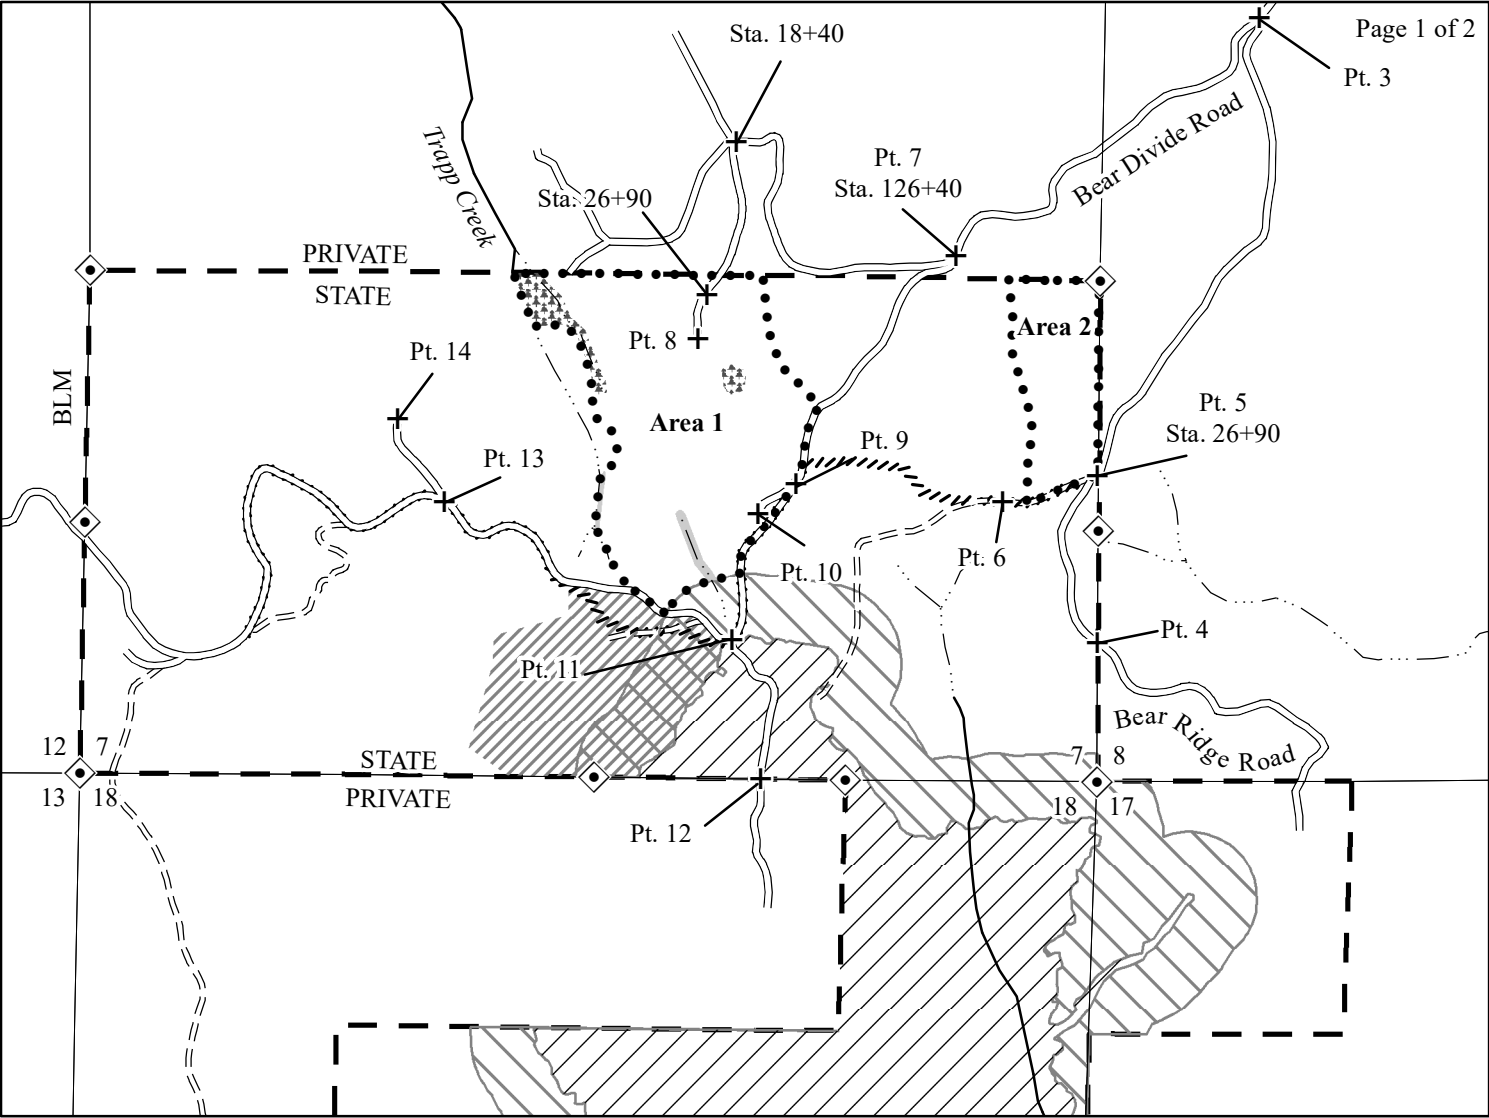 Page 1 of 2
Sta. 18+40
Pt. 3
Bear Divide Road
Trapp Creek
Pt. 7
Sta. 126+40
Sta. 26+90
PRIVATE
STATE
Area 2
Pt. 8
Pt. 14
BLM
Area 1
Pt. 5
Sta. 26+90
Pt. 9
Pt. 13
Pt. 6
Pt. 10
Pt. 4
Pt. 11
Bear Ridge Road
12 7
13 18
STATE
PRIVATE
7 8
18 17
Pt. 12